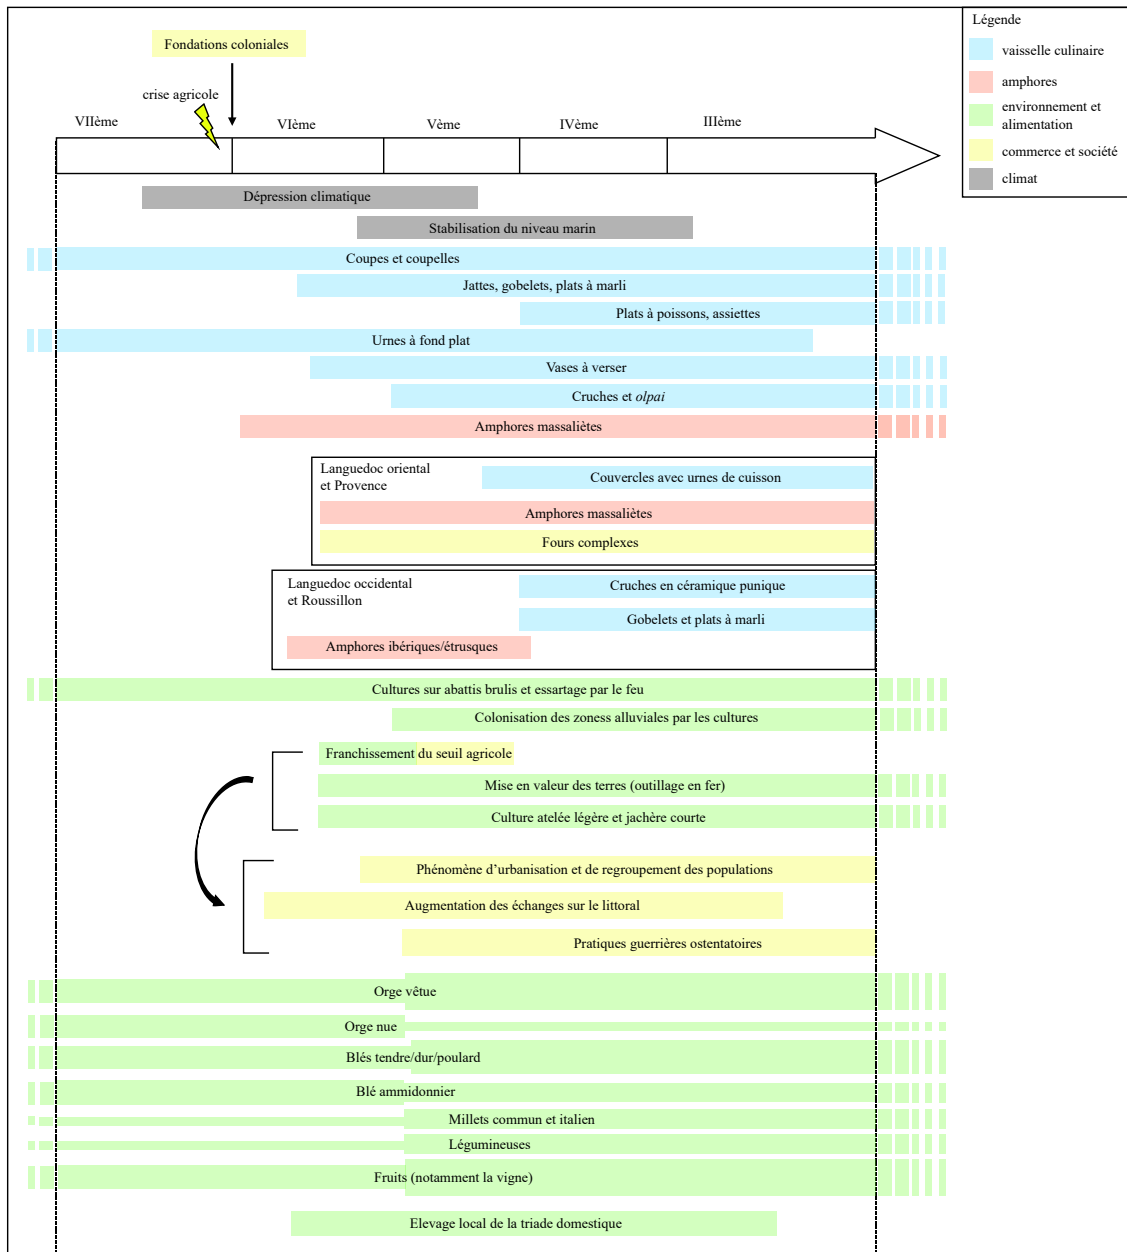 Légende
vaisselle culinaire
amphores
environnement et
alimentation
commerce et société
climat
Fondations coloniales
crise agricole
VIIème
VIème
Vème
IVème
IIIème
Dépression climatique
Stabilisation du niveau marin
Coupes et coupelles
Jattes, gobelets, plats à marli
Plats à poissons, assiettes
Urnes à fond plat
Vases à verser
Cruches et olpai
Amphores massaliètes
Languedoc oriental
et Provence
Couvercles avec urnes de cuisson
Amphores massaliètes
Fours complexes
Languedoc occidental
et Roussillon
Cruches en céramique punique
Gobelets et plats à marli
Amphores ibériques/étrusques
Cultures sur abattis brulis et essartage par le feu
Colonisation des zoness alluviales par les cultures
Franchissement du seuil agricole
Mise en valeur des terres (outillage en fer)
Culture atelée légère et jachère courte
Phénomène d’urbanisation et de regroupement des populations
Augmentation des échanges sur le littoral
Pratiques guerrières ostentatoires
Orge vêtue
Orge nue
Blés tendre/dur/poulard
Blé ammidonnier
Millets commun et italien
Légumineuses
Fruits (notamment la vigne)
Elevage local de la triade domestique